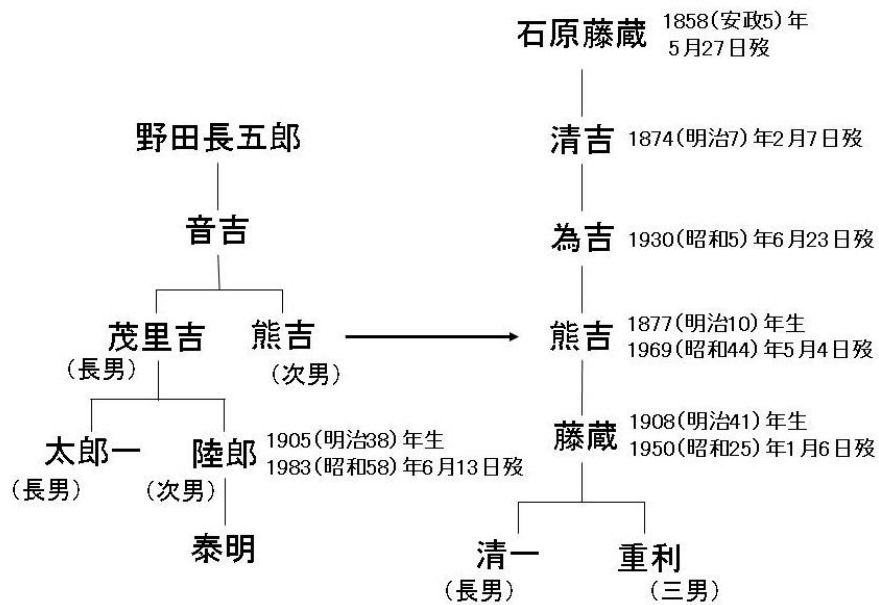 石原藤蔵
1858(安政5)年
5月27日歿
野田長五郎
清吉
1874(明治7)年2月7日歿
音吉
為吉
1930(昭和5)年6月23日歿
茂里吉
(長男)
熊吉
(次男)
熊吉
1877(明治10)年生
1969(昭和44)年5月4日歿
太郎一
(長男)
陸郎
(次男)
1905(明治38)年生
1983(昭和58)年6月13日歿
藤蔵
1908(明治41)年生
1950(昭和25)年1月6日歿
泰明
清一
(長男)
重利
(三男)